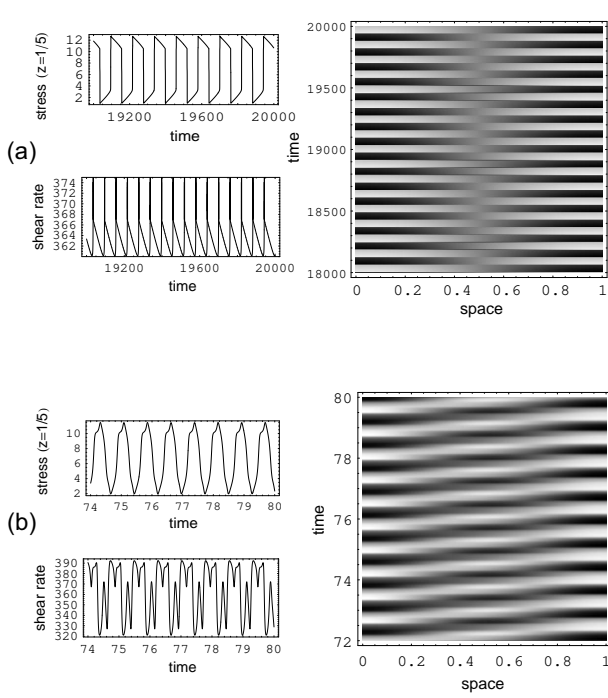 (a)
stress (z=1/5)
12
10
8
6
4
2
19200 19600 20000
time
shear rate
374
372
370
368
366
364
362
19200 19600 20000
time
time
20000
19500
19000
18500
18000
0 0.2 0.4 0.6 0.8 1
space
(b)
stress (z=1/5)
10
8
6
4
2
74 75 76 77 78 79 80
time
shear rate
390
380
370
360
350
340
330
320
74 75 76 77 78 79 80
time
time
80
78
76
74
72
0 0.2 0.4 0.6 0.8 1
space